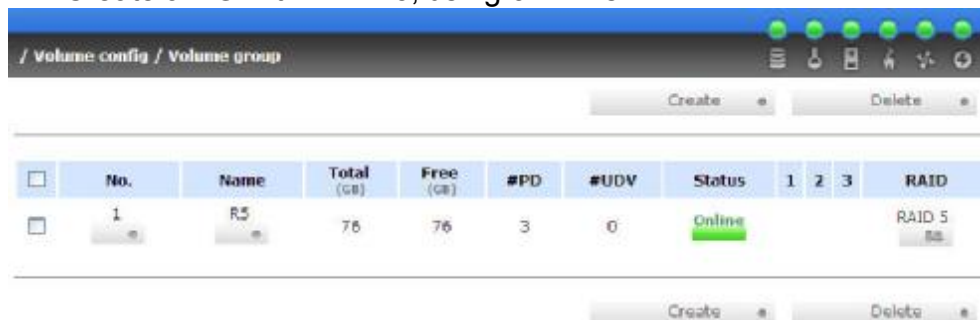 / Volume config / Volume group
Create Delete
No. Name Total (GB) Free (GB) #PD #UDV Status 1 2 3 RAID
1 R5 76 76 3 0 Online RAID 5
Create Delete